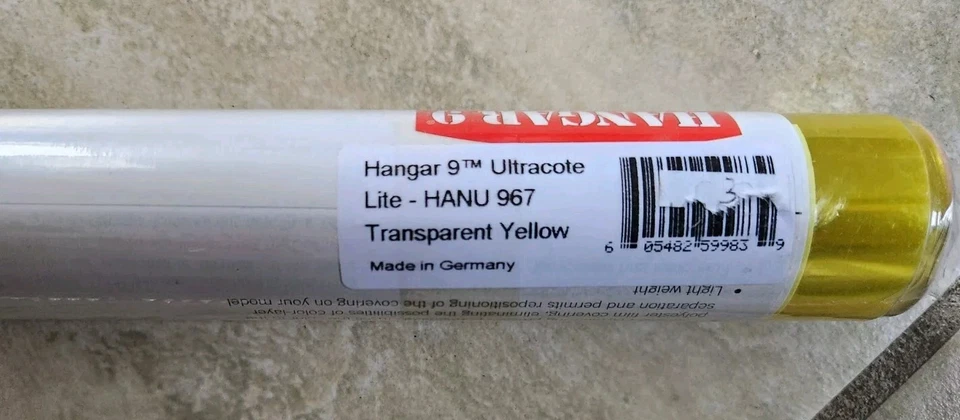 HANGAR 9
Hangar 9™ Ultracote
Lite - HANU 967
Transparent Yellow
Made in Germany
3
6 05482 59983 9
• Light weight
separation and permits repositioning of the covering on your model
polyester film covering, eliminating the possibilities of color-layer